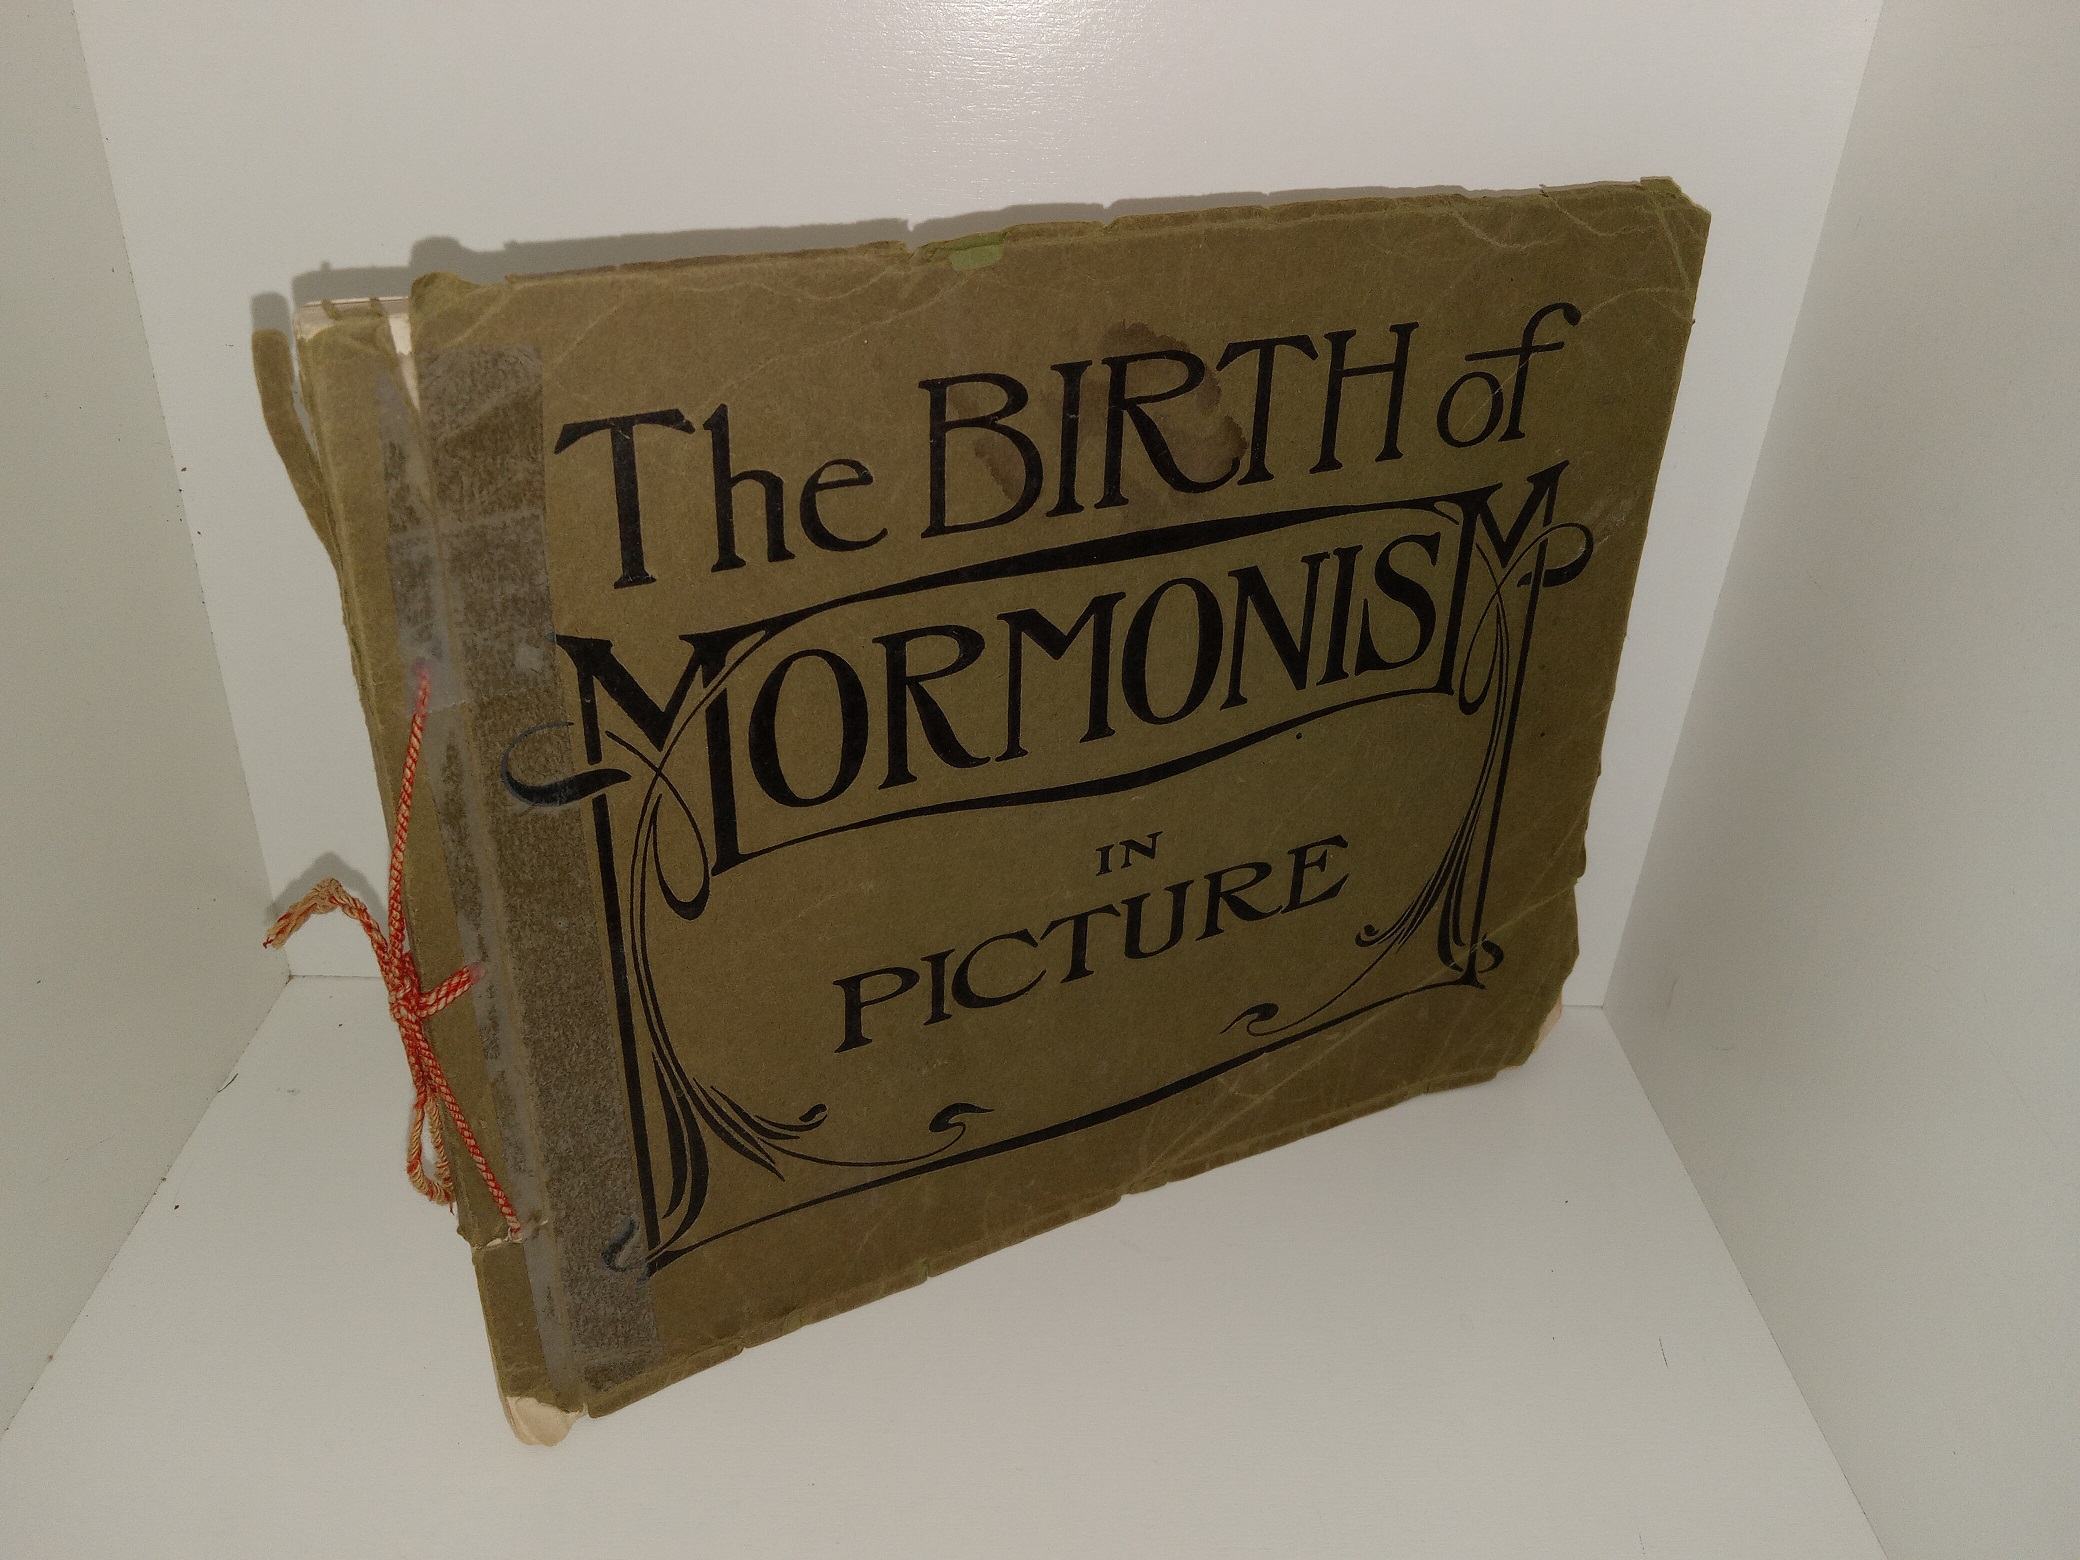 The BIRTH of
MORMONISM
IN
PICTURE